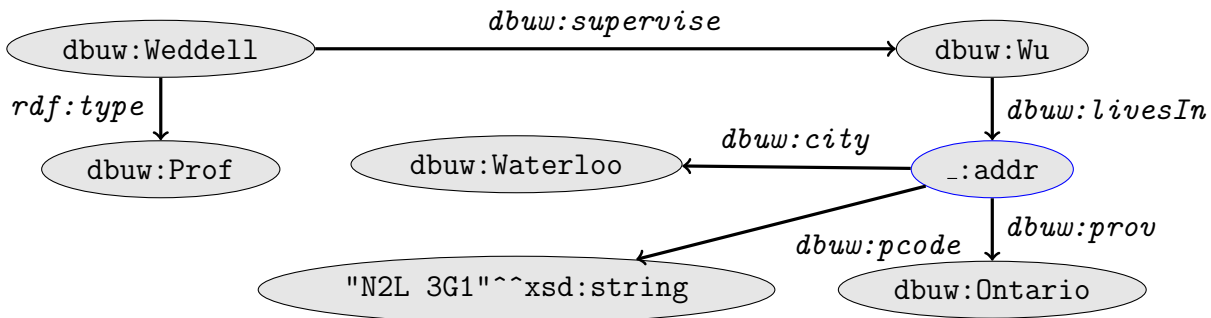 dbuw:supervise
dbuw:Weddell
dbuw:Wu
rdf:type
dbuw:livesIn
dbuw:city
dbuw:Prof
dbuw:Waterloo
_:addr
dbuw:pcode
dbuw:prov
"N2L 3G1"^^xsd:string
dbuw:Ontario